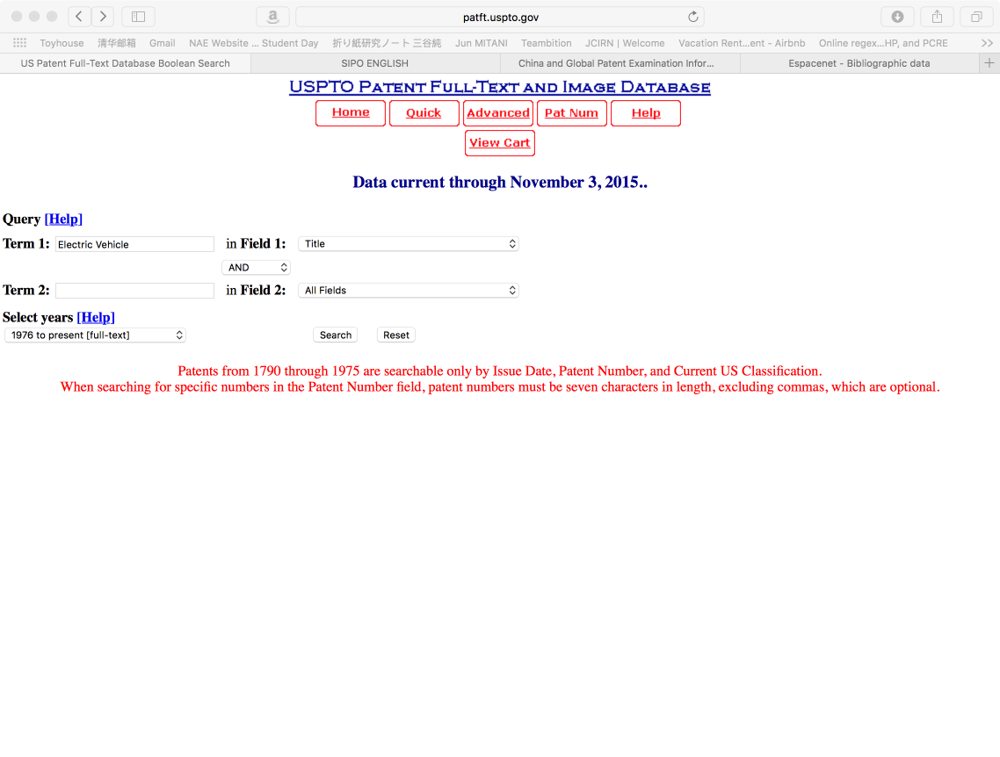 patft.uspto.gov
Toyhouse 清华邮箱 Gmail NAE Website ... Student Day 折り紙研究ノート 三谷純 Jun MITANI Teambition JCIRN | Welcome Vacation Rent...ent - Airbnb Online regex...HP, and PCRE >>
US Patent Full-Text Database Boolean Search SIPO ENGLISH China and Global Patent Examination Infor... Espacenet - Bibliographic data +
USPTO PATENT FULL-TEXT AND IMAGE DATABASE
Home Quick Advanced Pat Num Help
View Cart
Data current through November 3, 2015..
Query [Help]
Term 1: Electric Vehicle in Field 1: Title
AND
Term 2: in Field 2: All Fields
Select years [Help]
1976 to present [full-text] Search Reset
Patents from 1790 through 1975 are searchable only by Issue Date, Patent Number, and Current US Classification.
When searching for specific numbers in the Patent Number field, patent numbers must be seven characters in length, excluding commas, which are optional.